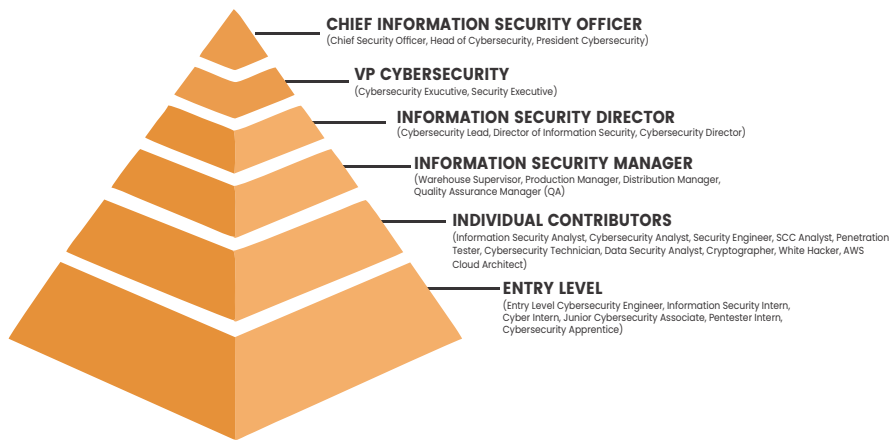 CHIEF INFORMATION SECURITY OFFICER
(Chief Security Officer, Head of Cybersecurity, President Cybersecurity)
VP CYBERSECURITY
(Cybersecurity Exucutive, Security Executive)
INFORMATION SECURITY DIRECTOR
(Cybersecurity Lead, Director of Information Security, Cybersecurity Director)
INFORMATION SECURITY MANAGER
(Warehouse Supervisor, Production Manager, Distribution Manager,
Quality Assurance Manager (QA)
INDIVIDUAL CONTRIBUTORS
(Information Security Analyst, Cybersecurity Analyst, Security Engineer, SCC Analyst, Penetration
Tester, Cybersecurity Technician, Data Security Analyst, Cryptographer, White Hacker, AWS
Cloud Architect)
ENTRY LEVEL
(Entry Level Cybersecurity Engineer, Information Security Intern,
Cyber Intern, Junior Cybersecurity Associate, Pentester Intern,
Cybersecurity Apprentice)